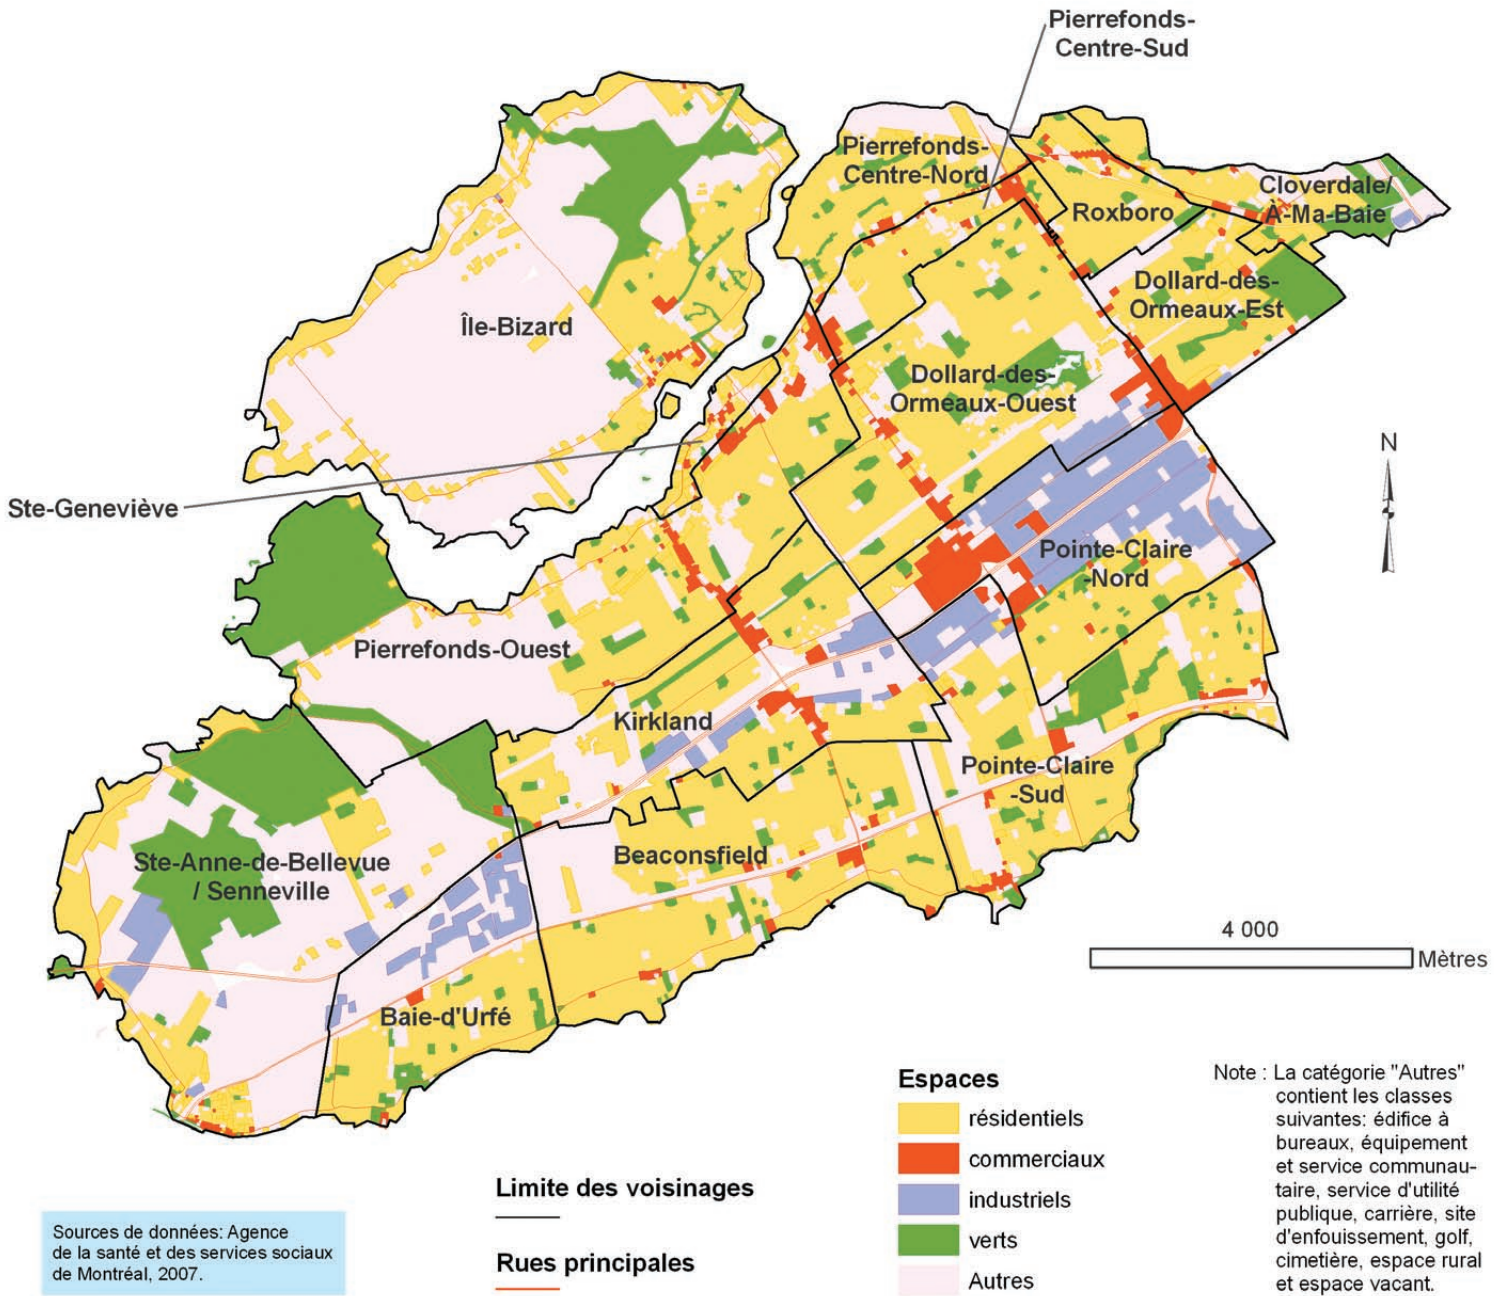 Pierrefonds-
Centre-Sud
Pierrefonds-
Centre-Nord
Roxboro
Cloverdale/
À-Ma-Baie
Dollard-des-
Ormeaux-Est
Île-Bizard
Dollard-des-
Ormeaux-Ouest
Ste-Geneviève
N
Pointe-Claire
-Nord
Pierrefonds-Ouest
Kirkland
Pointe-Claire
-Sud
Ste-Anne-de-Bellevue
/ Senneville
Beaconsfield
4 000
Mètres
Baie-d'Urfé
Espaces
résidentiels
commerciaux
industriels
verts
Autres
Note : La catégorie "Autres"
contient les classes
suivantes: édifice à
bureaux, équipement
et service communau-
taire, service d'utilité
publique, carrière, site
d'enfouissement, golf,
cimetière, espace rural
et espace vacant.
Limite des voisinages
Rues principales
Sources de données: Agence
de la santé et des services sociaux
de Montréal, 2007.